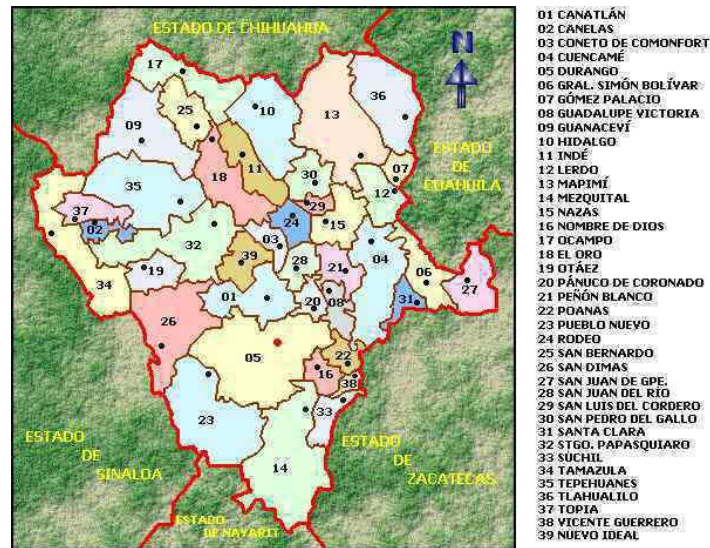 ESTADO DE CHIHUAHUA
N
17
36
25
10
13
09
ESTADO
DE
COAHUILA
11
07
18
30
12
35
29
37
24
15
02
32
03
04
39
28
19
21
06
27
34
01
20
08
31
26
05
22
16
38
23
33
14
ESTADO
DE
SINALOA
ESTADO
DE
ZACATECAS
ESTADO
DE NAYARIT
01 CANATLÁN
02 CANELAS
03 CONETO DE COMONFORT
04 CUENCAMÉ
05 DURANGO
06 GRAL. SIMÓN BOLÍVAR
07 GÓMEZ PALACIO
08 GUADALUPE VICTORIA
09 GUANACEVÍ
10 HIDALGO
11 INDÉ
12 LERDO
13 MAPIMÍ
14 MEZQUITAL
15 NAZAS
16 NOMBRE DE DIOS
17 OCAMPO
18 EL ORO
19 OTÁEZ
20 PÁNUCO DE CORONADO
21 PEÑÓN BLANCO
22 POANAS
23 PUEBLO NUEVO
24 RODEO
25 SAN BERNARDO
26 SAN DIMAS
27 SAN JUAN DE GPE.
28 SAN JUAN DEL RÍO
29 SAN LUIS DEL CORDERO
30 SAN PEDRO DEL GALLO
31 SANTA CLARA
32 STGO. PAPASQUIARO
33 SÚCHIL
34 TAMAZULA
35 TEPEHUANES
36 TLAHUALILO
37 TOPIA
38 VICENTE GUERRERO
39 NUEVO IDEAL